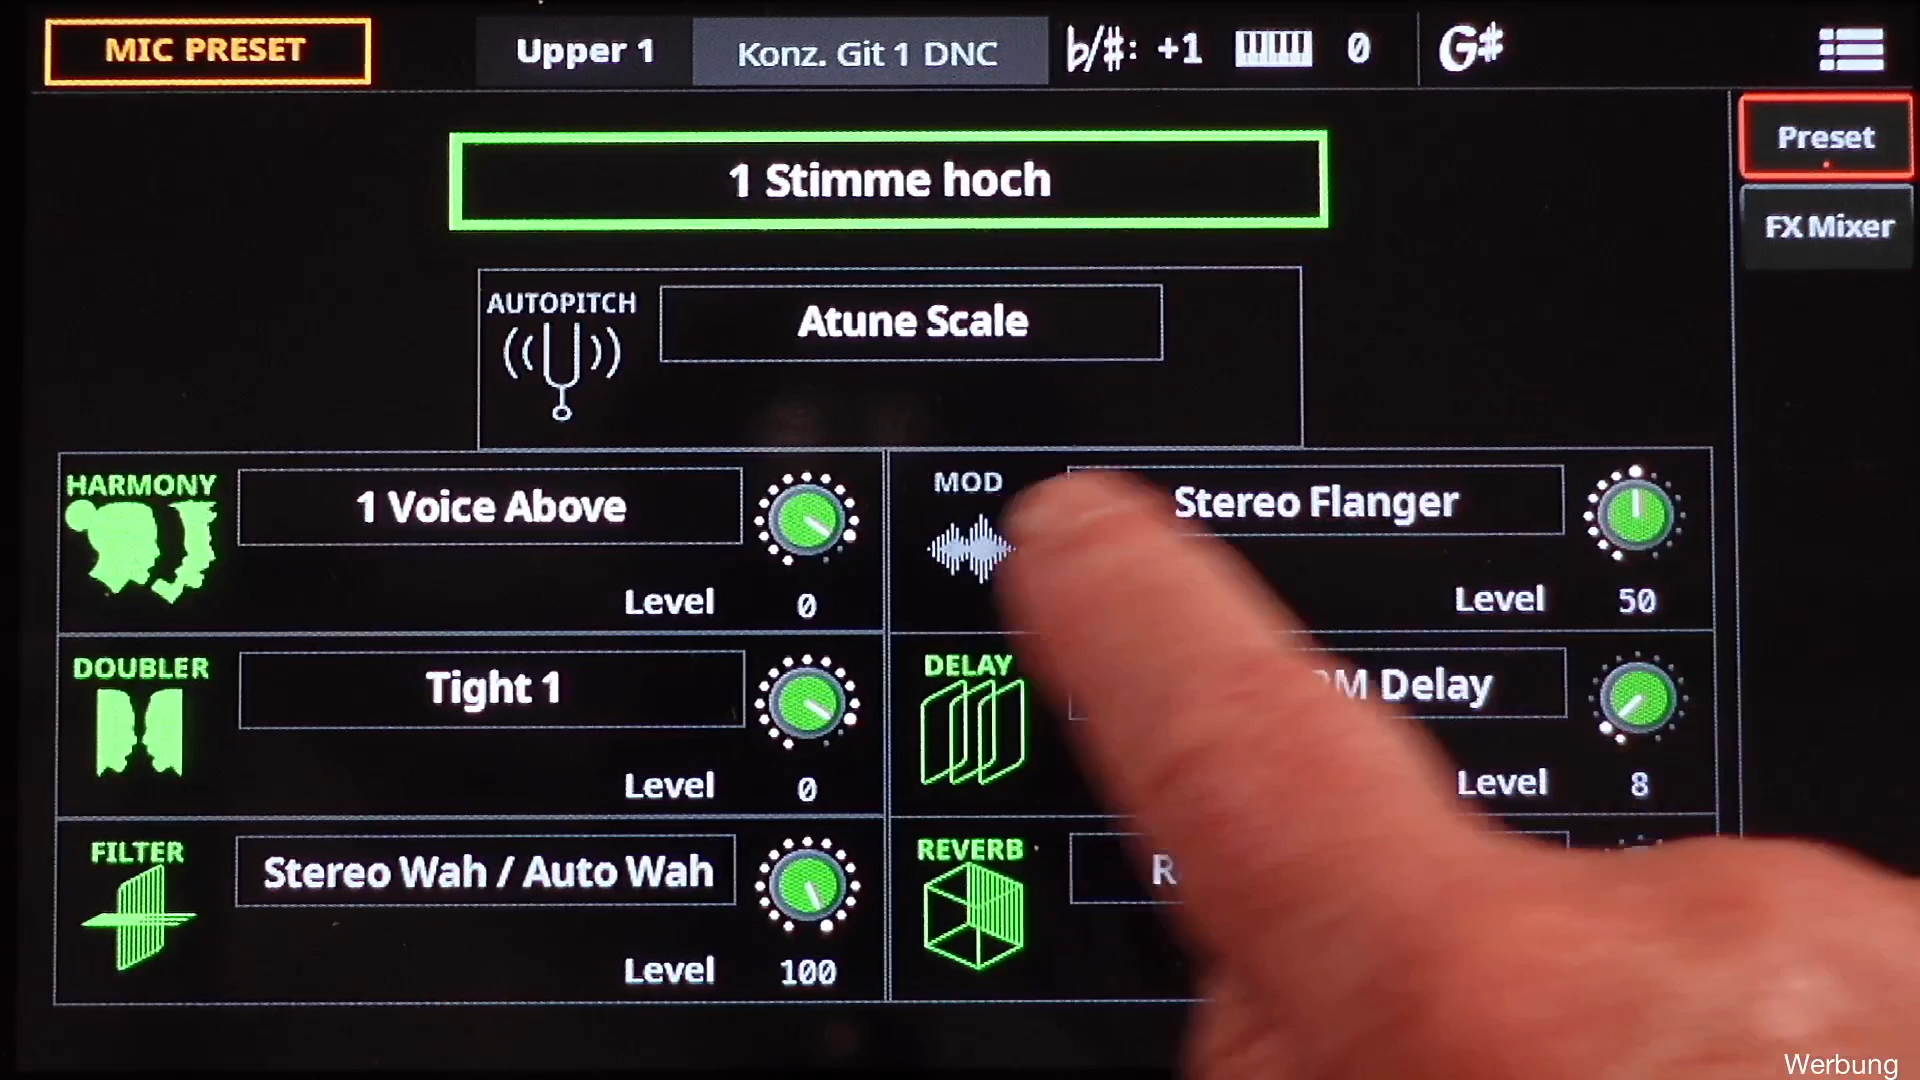 MIC PRESET
Upper 1
Konz. Git 1 DNC
b/#: +1
0
G#
Preset
FX Mixer
1 Stimme hoch
AUTOPITCH
Atune Scale
HARMONY
1 Voice Above
Level 0
MOD
Stereo Flanger
Level 50
DOUBLER
Tight 1
Level 0
DELAY
Delay
Level 8
FILTER
Stereo Wah / Auto Wah
Level 100
REVERB
Werbung